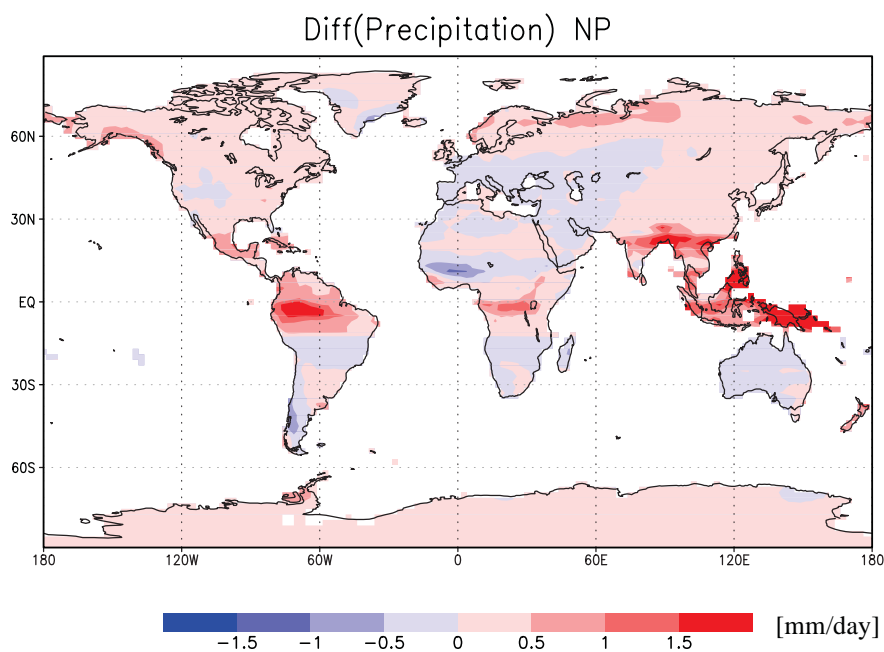 Diff(Precipitation) NP
60N
30N
EQ
30S
60S
180 120W 60W 0 60E 120E 180
-1.5 -1 -0.5 0 0.5 1 1.5 [mm/day]